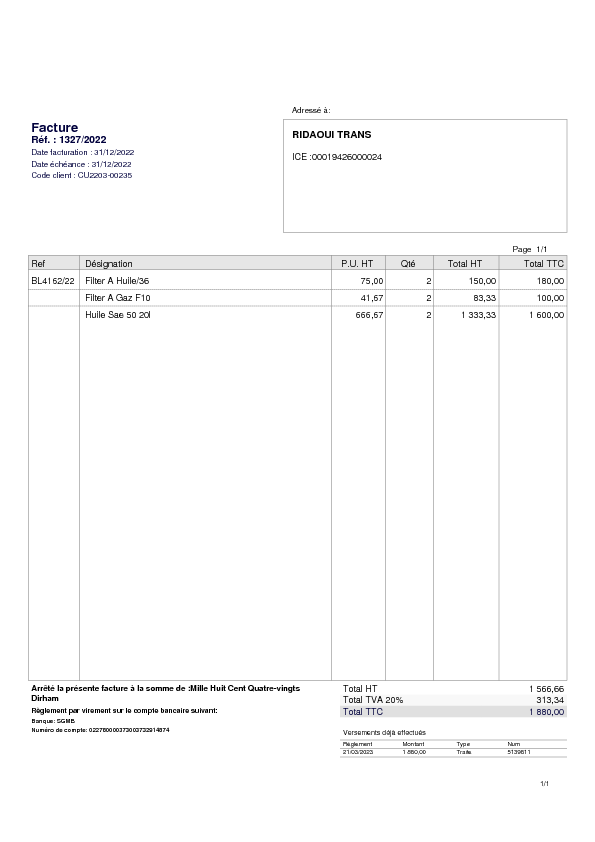 Adressé à:
Facture
Réf. : 1327/2022
Date facturation : 31/12/2022
Date échéance : 31/12/2022
Code client : CU2203-00235
RIDAOUI TRANS
ICE :00019426000024
Page 1/1
Ref Désignation P.U. HT Qté Total HT Total TTC
BL4162/22 Filter A Huile/36 75,00 2 150,00 180,00
Filter A Gaz F10 41,67 2 83,33 100,00
Huile Sae 50 20l 666,67 2 1 333,33 1 600,00
Arrêté la présente facture à la somme de :Mille Huit Cent Quatre-vingts
Dirham
Règlement par virement sur le compte bancaire suivant:
Banque: SGMB
Total HT 1 566,66
Total TVA 20% 313,34
Total TTC 1 880,00
Versements déjà effectués
Règlement Montant Type Num
21/03/2023 1 880,00 Traite 5139811
1/1